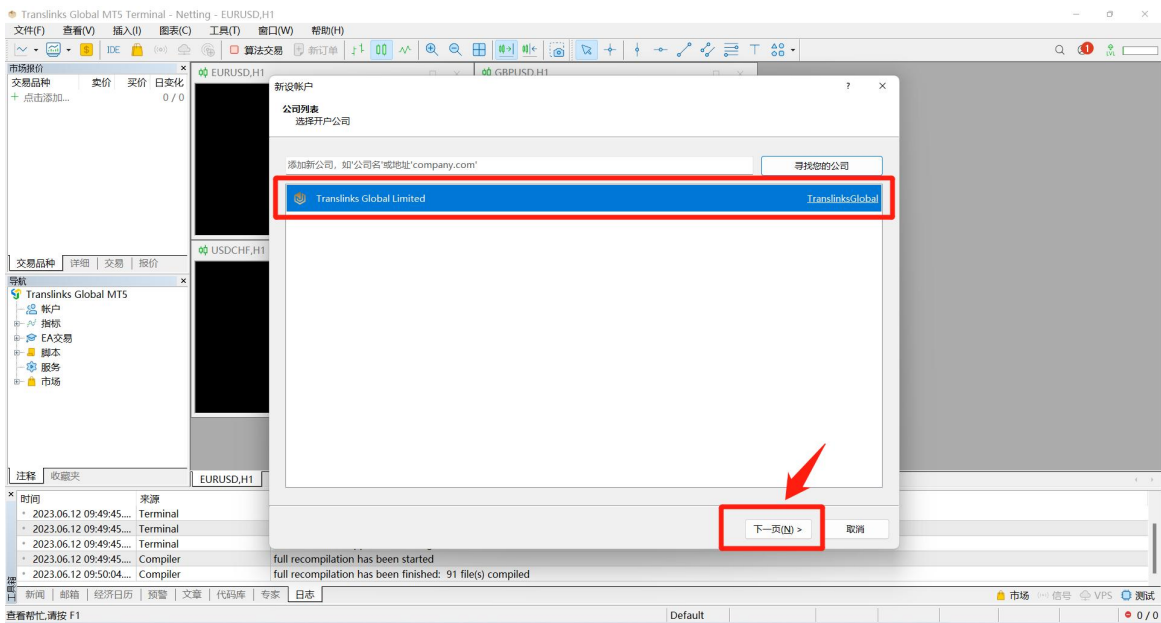 Translinks Global MT5 Terminal - Netting - EURUSD,H1
文件(F) 查看(V) 插入(I) 图表(C) 工具(T) 窗口(W) 帮助(H)
IDE 算法交易 新订单
市场报价
交易品种 卖价 买价 日变化
+ 点击添加... 0 / 0
EURUSD,H1
GBPUSD,H1
USDCHF,H1
交易品种 详细 交易 报价
导航
Translinks Global MT5
帐户
指标
EA交易
脚本
服务
市场
注释 收藏夹
EURUSD,H1
新设帐户
公司列表
选择开户公司
添加新公司，如'公司名'或地址'company.com'
寻找您的公司
Translinks Global Limited TranslinksGlobal
下一页(N) > 取消
时间 来源
2023.06.12 09:49:45.... Terminal
2023.06.12 09:49:45.... Terminal
2023.06.12 09:49:45.... Terminal
2023.06.12 09:49:45.... Compiler full recompilation has been started
2023.06.12 09:50:04.... Compiler full recompilation has been finished: 91 file(s) compiled
工具箱
新闻 邮箱 经济日历 预警 文章 代码库 专家 日志
市场 信号 VPS 测试
查看帮忙,请按 F1 Default 0 / 0